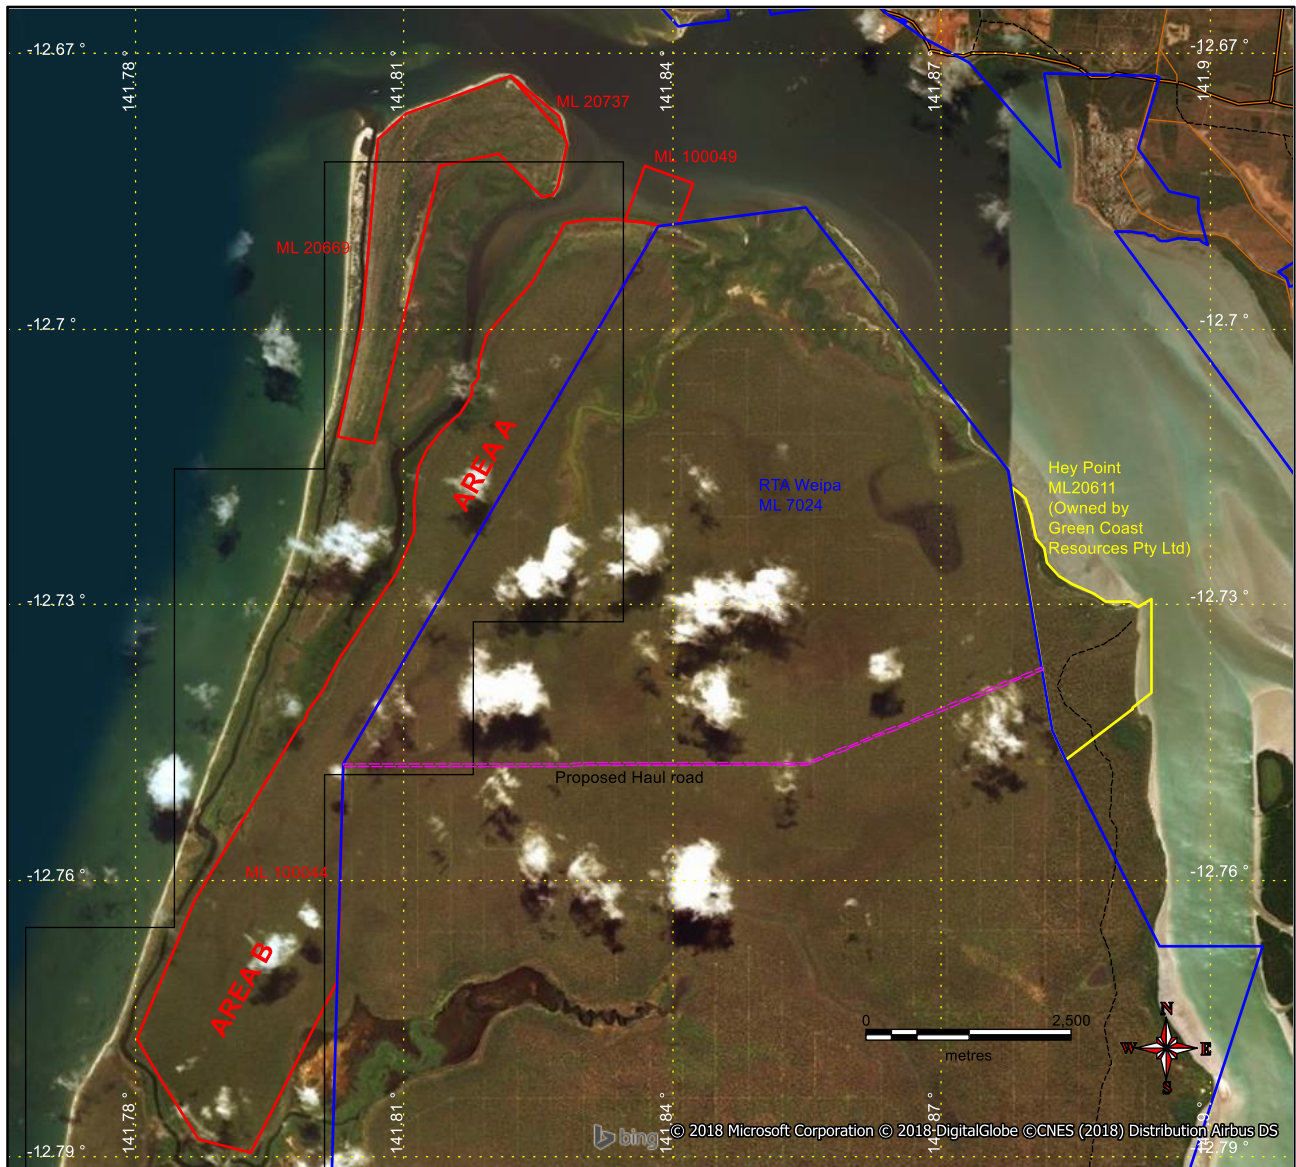 -12.67 °
-12.67 °
141.78 °
141.81 °
141.84 °
141.87 °
141.9 °
ML 20737
ML 100049
ML 20669
-12.7 °
-12.7 °
AREA A
RTA Weipa
ML 7024
Hey Point
ML20611
(Owned by
Green Coast
Resources Pty Ltd)
-12.73 °
-12.73 °
Proposed Haul road
ML 100044
-12.76 °
-12.76 °
AREA B
0
2,500
metres
N
W
E
S
141.78 °
141.81 °
141.84 °
141.87 °
bing
© 2018 Microsoft Corporation © 2018 DigitalGlobe ©CNES (2018) Distribution Airbus DS
-12.79 °
-12.79 °